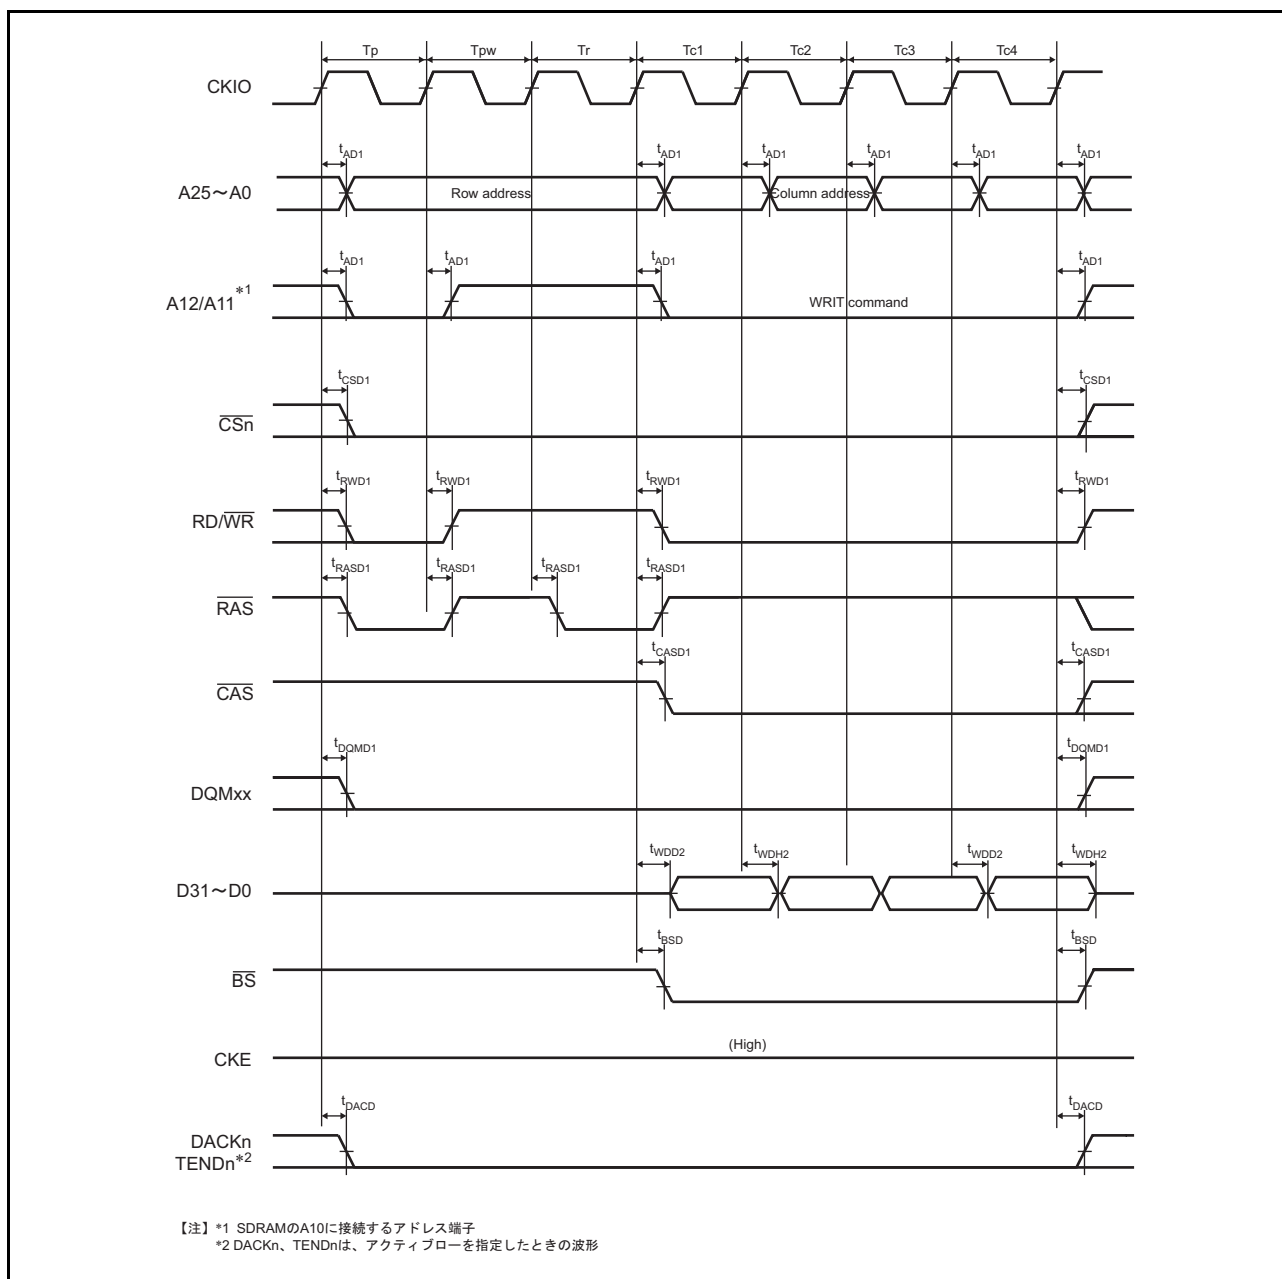 Tp Tpw Tr Tc1 Tc2 Tc3 Tc4
CKIO
tAD1 tAD1 tAD1 tAD1 tAD1 tAD1
A25～A0 Row address Column address
tAD1 tAD1 tAD1 tAD1
A12/A11*1 WRIT command
tCSD1 tCSD1
CSn
tRWD1 tRWD1 tRWD1 tRWD1
RD/WR
tRASD1 tRASD1 tRASD1 tRASD1
RAS
tCASD1 tCASD1
CAS
tDQMD1 tDQMD1
DQMxx
tWDD2 tWDH2 tWDD2 tWDH2
D31～D0
tBSD tBSD
BS
(High)
CKE
tDACD tDACD
DACKn
TENDn*2
【注】*1 SDRAMのA10に接続するアドレス端子
*2 DACKn、TENDnは、アクティブローを指定したときの波形